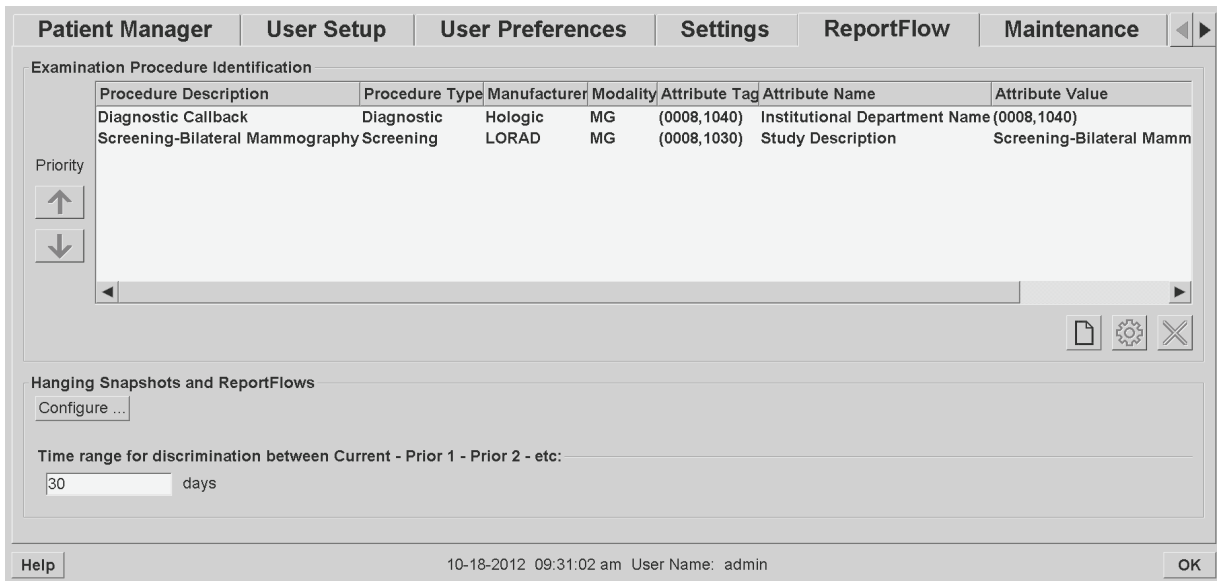 Patient Manager User Setup User Preferences Settings ReportFlow Maintenance
Examination Procedure Identification
Procedure Description Procedure Type Manufacturer Modality Attribute Tag Attribute Name Attribute Value
Diagnostic Callback Diagnostic Hologic MG (0008,1040) Institutional Department Name (0008,1040)
Screening-Bilateral Mammography Screening LORAD MG (0008,1030) Study Description Screening-Bilateral Mamm
Priority
Hanging Snapshots and ReportFlows
Configure ...
Time range for discrimination between Current - Prior 1 - Prior 2 - etc:
30 days
Help 10-18-2012 09:31:02 am User Name: admin OK